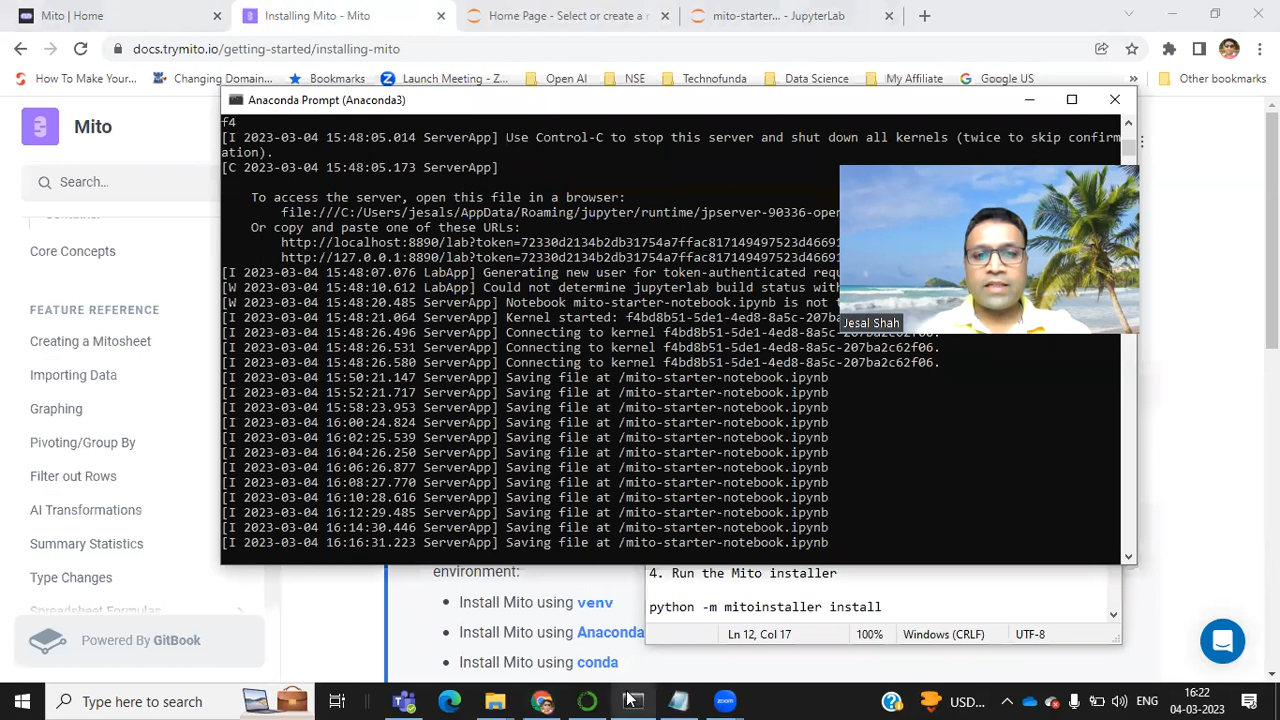 Mito | Home
Installing Mito - Mito
Home Page - Select or create a n
mito-starter... - JupyterLab
docs.trymito.io/getting-started/installing-mito
How To Make Your...
Changing Domain...
Bookmarks
Launch Meeting - Z...
Open AI
NSE
Technofunda
Data Science
My Affiliate
Google US
»
Other bookmarks
Mito
Search...
Core Concepts
FEATURE REFERENCE
Creating a Mitosheet
Importing Data
Graphing
Pivoting/Group By
Filter out Rows
AI Transformations
Summary Statistics
Type Changes
Spreadsheet Formulas
Powered By GitBook
Anaconda Prompt (Anaconda3)
f4
[I 2023-03-04 15:48:05.014 ServerApp] Use Control-C to stop this server and shut down all kernels (twice to skip confirm
ation).
[C 2023-03-04 15:48:05.173 ServerApp]
To access the server, open this file in a browser:
file:///C:/Users/jesals/AppData/Roaming/jupyter/runtime/jpserver-90336-open
Or copy and paste one of these URLs:
http://localhost:8890/lab?token=72330d2134b2db31754a7ffac817149497523d46691
http://127.0.0.1:8890/lab?token=72330d2134b2db31754a7ffac817149497523d46691
[I 2023-03-04 15:48:07.076 LabApp] Generating new user for token-authenticated requ
[W 2023-03-04 15:48:10.612 LabApp] Could not determine jupyterlab build status with
[W 2023-03-04 15:48:20.485 ServerApp] Notebook mito-starter-notebook.ipynb is not t
[I 2023-03-04 15:48:21.064 ServerApp] Kernel started: f4bd8b51-5-4ed8-8a5c-207ba
[I 2023-03-04 15:48:26.496 ServerApp] Connecting to kernel f4bd8b51-5-4ed8-8a5c-207ba2c62f06.
[I 2023-03-04 15:48:26.531 ServerApp] Connecting to kernel f4bd8b51-5-4ed8-8a5c-207ba2c62f06.
[I 2023-03-04 15:48:26.580 ServerApp] Connecting to kernel f4bd8b51-5-4ed8-8a5c-207ba2c62f06.
[I 2023-03-04 15:50:21.147 ServerApp] Saving file at /mito-starter-notebook.ipynb
[I 2023-03-04 15:52:21.717 ServerApp] Saving file at /mito-starter-notebook.ipynb
[I 2023-03-04 15:58:23.953 ServerApp] Saving file at /mito-starter-notebook.ipynb
[I 2023-03-04 16:00:24.824 ServerApp] Saving file at /mito-starter-notebook.ipynb
[I 2023-03-04 16:02:25.539 ServerApp] Saving file at /mito-starter-notebook.ipynb
[I 2023-03-04 16:04:26.250 ServerApp] Saving file at /mito-starter-notebook.ipynb
[I 2023-03-04 16:06:26.877 ServerApp] Saving file at /mito-starter-notebook.ipynb
[I 2023-03-04 16:08:27.770 ServerApp] Saving file at /mito-starter-notebook.ipynb
[I 2023-03-04 16:10:28.616 ServerApp] Saving file at /mito-starter-notebook.ipynb
[I 2023-03-04 16:12:29.485 ServerApp] Saving file at /mito-starter-notebook.ipynb
[I 2023-03-04 16:14:30.446 ServerApp] Saving file at /mito-starter-notebook.ipynb
[I 2023-03-04 16:16:31.223 ServerApp] Saving file at /mito-starter-notebook.ipynb
Jesal Shah
environment:
Install Mito using venv
Install Mito using Anaconda
Install Mito using conda
4. Run the Mito installer
python -m mitoinstaller install
Ln 12, Col 17
100%
Windows (CRLF)
UTF-8
Type here to search
USD...
ENG
16:22
04-03-2023